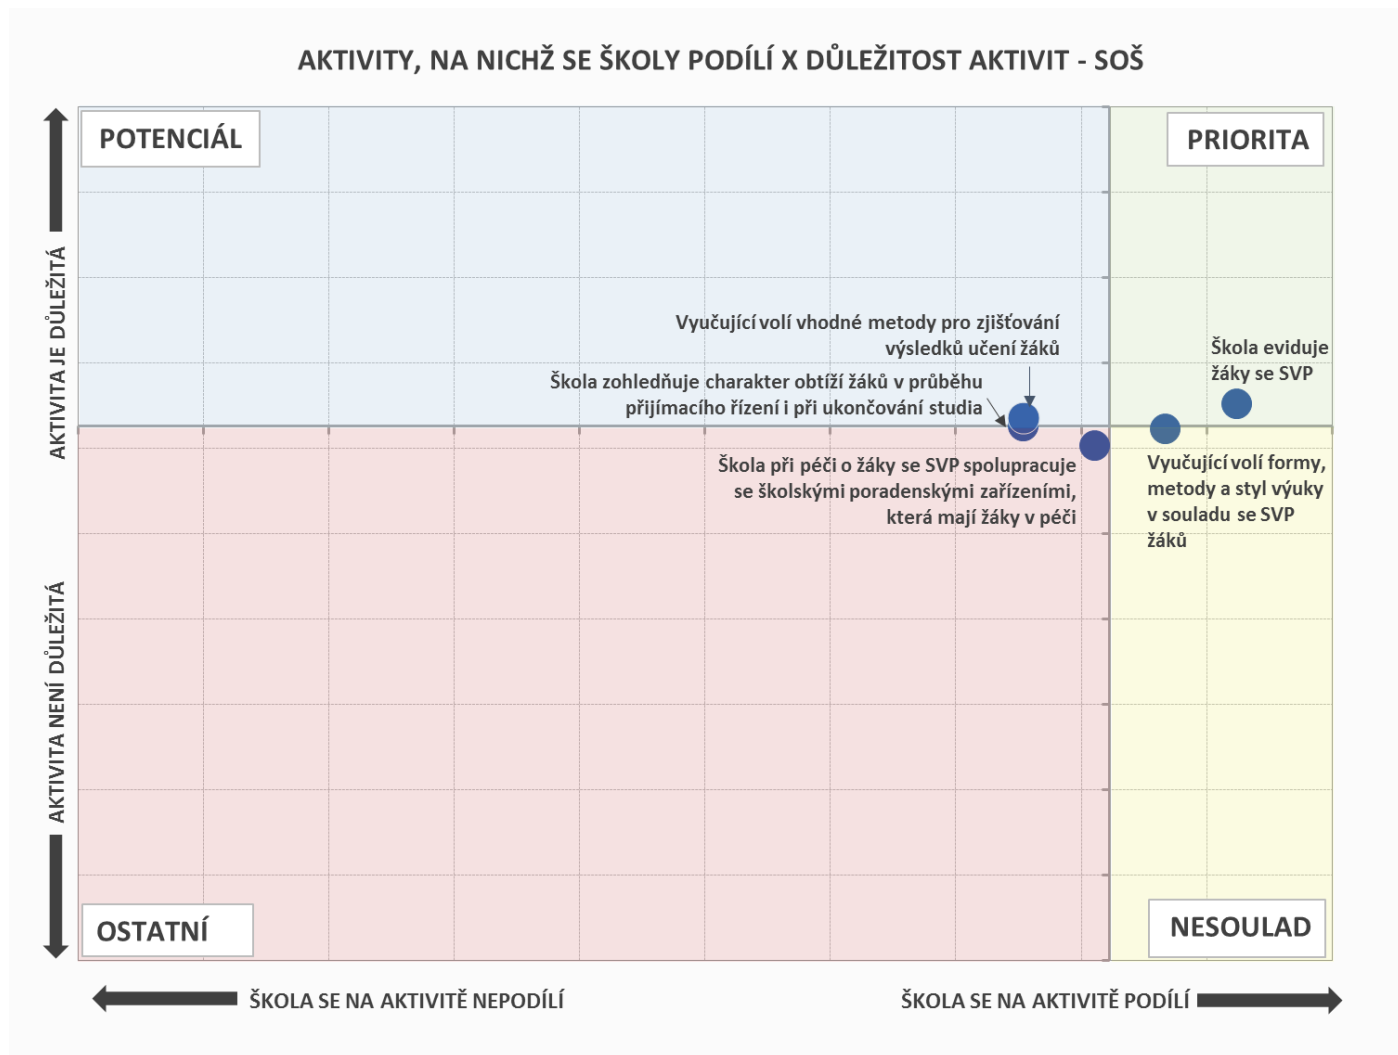 AKTIVITY, NA NICHŽ SE ŠKOLY PODÍLÍ X DŮLEŽITOST AKTIVIT - SOŠ
POTENCIÁL
PRIORITA
AKTIVITA JE DŮLEŽITÁ
Vyučující volí vhodné metody pro zjišťování
výsledků učení žáků
Škola eviduje
žáky se SVP
Škola zohledňuje charakter obtíží žáků v průběhu
přijímacího řízení i při ukončování studia
Škola při péči o žáky se SVP spolupracuje
se školskými poradenskými zařízeními,
která mají žáky v péči
Vyučující volí formy,
metody a styl výuky
v souladu se SVP
žáků
AKTIVITA NENÍ DŮLEŽITÁ
OSTATNÍ
NESOULAD
ŠKOLA SE NA AKTIVITĚ NEPODÍLÍ
ŠKOLA SE NA AKTIVITĚ PODÍLÍ